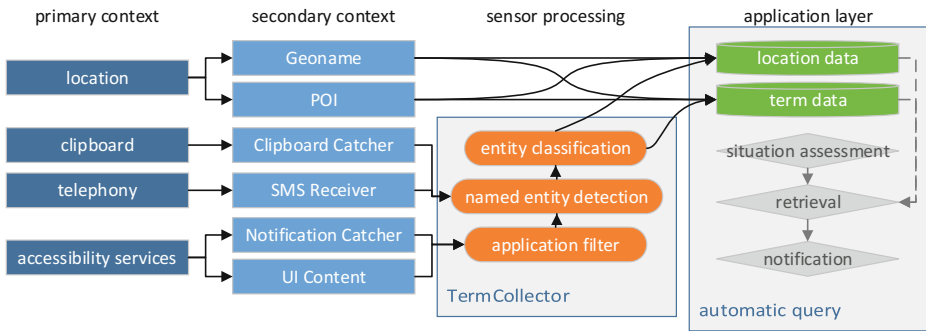 primary context
secondary context
sensor processing
application layer
location
clipboard
telephony
accessibility services
Geoname
POI
Clipboard Catcher
SMS Receiver
Notification Catcher
UI Content
entity classification
named entity detection
application filter
TermCollector
location data
term data
situation assessment
retrieval
notification
automatic query